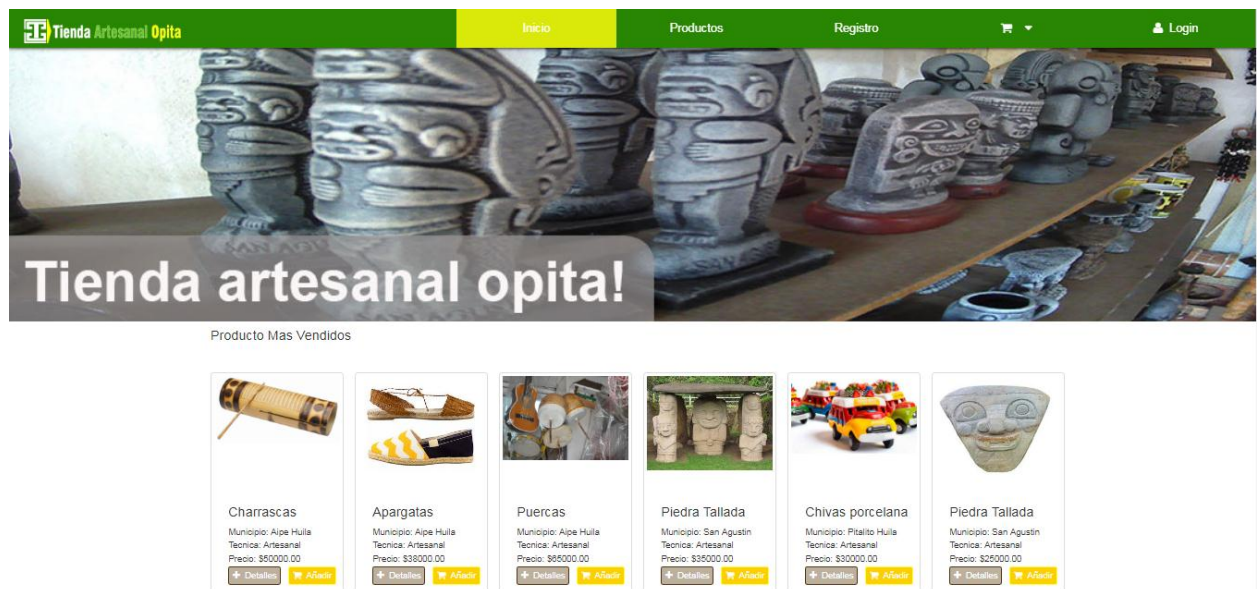 Tienda Artesanal Opita
Inicio
Productos
Registro
Login
Tienda artesanal opita!
Producto Mas Vendidos
Charrascas
Municipio: Aipe Huila
Tecnica: Artesanal
Precio: $50000.00
Detalles
Añadir
Apargatas
Municipio: Aipe Huila
Tecnica: Artesanal
Precio: $38000.00
Detalles
Añadir
Puercas
Municipio: Aipe Huila
Tecnica: Artesanal
Precio: $65000.00
Detalles
Añadir
Piedra Tallada
Municipio: San Agustin
Tecnica: Artesanal
Precio: $35000.00
Detalles
Añadir
Chivas porcelana
Municipio: Pitalito Huila
Tecnica: Artesanal
Precio: $30000.00
Detalles
Añadir
Piedra Tallada
Municipio: San Agustin
Tecnica: Artesanal
Precio: $25000.00
Detalles
Añadir